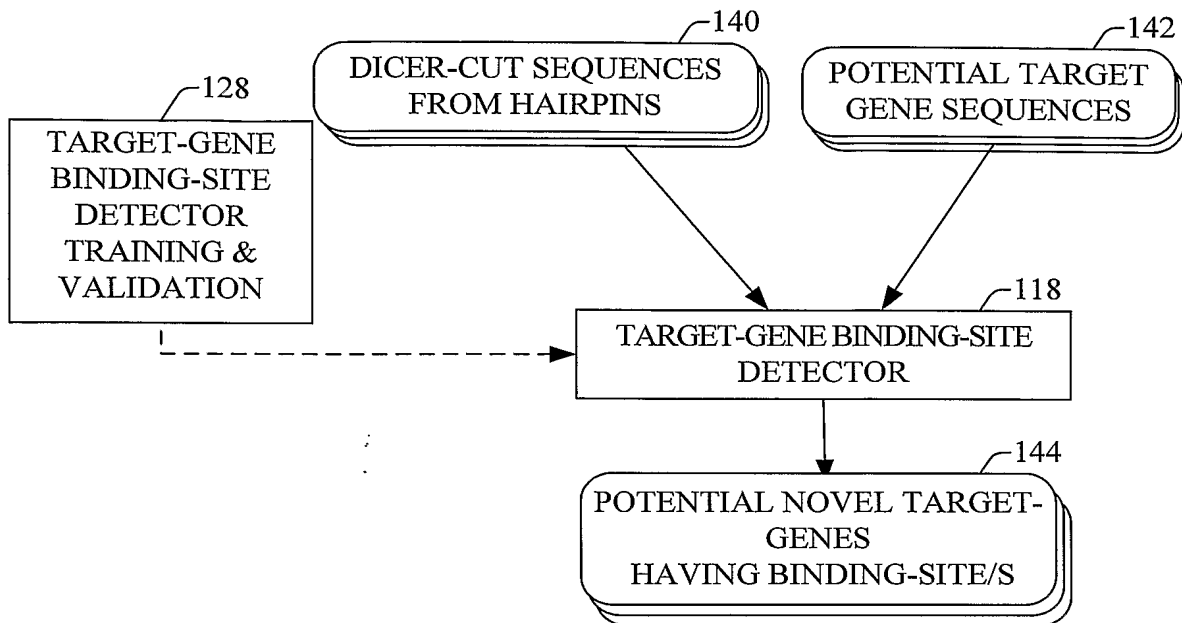 140
DICER-CUT SEQUENCES
FROM HAIRPINS
142
POTENTIAL TARGET
GENE SEQUENCES
128
TARGET-GENE
BINDING-SITE
DETECTOR
TRAINING &
VALIDATION
118
TARGET-GENE BINDING-SITE
DETECTOR
144
POTENTIAL NOVEL TARGET-
GENES
HAVING BINDING-SITE/S